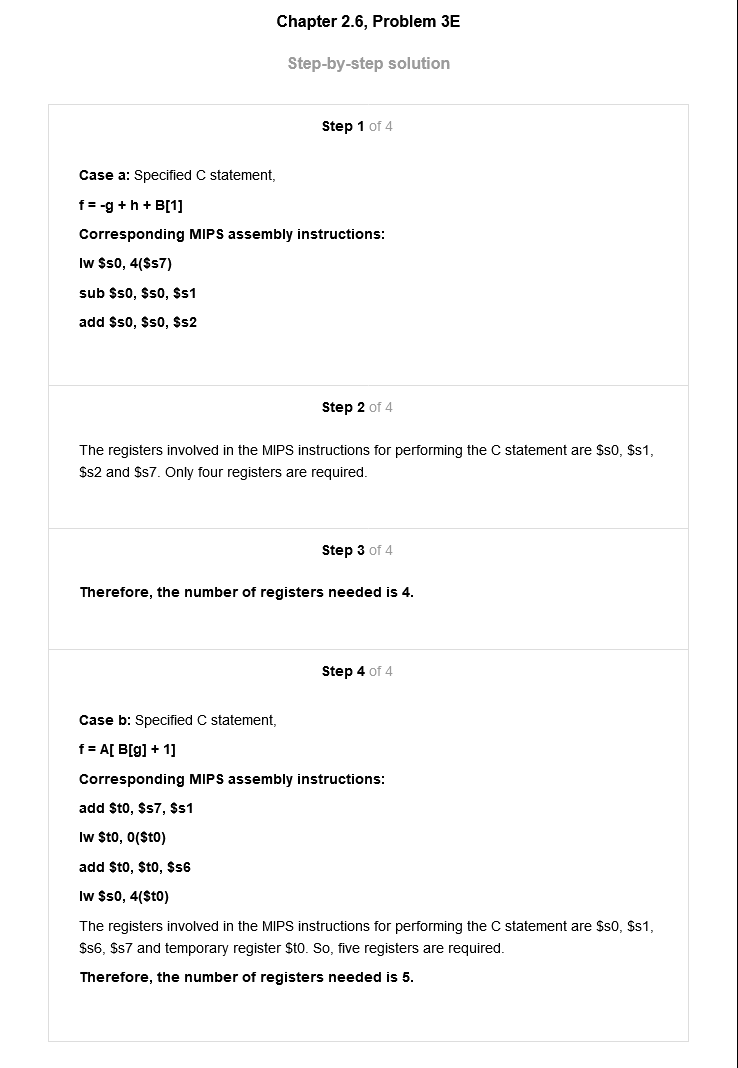 Chapter 2.6, Problem 3E
Step-by-step solution
Step 1 of 4
Case a: Specified C statement,
f = -g + h + B[1]
Corresponding MIPS assembly instructions:
lw $s0, 4($s7)
sub $s0, $s0, $s1
add $s0, $s0, $s2
Step 2 of 4
The registers involved in the MIPS instructions for performing the C statement are $s0, $s1,
$s2 and $s7. Only four registers are required.
Step 3 of 4
Therefore, the number of registers needed is 4.
Step 4 of 4
Case b: Specified C statement,
f = A[ B[g] + 1]
Corresponding MIPS assembly instructions:
add $t0, $s7, $s1
lw $t0, 0($t0)
add $t0, $t0, $s6
lw $s0, 4($t0)
The registers involved in the MIPS instructions for performing the C statement are $s0, $s1,
$s6, $s7 and temporary register $t0. So, five registers are required.
Therefore, the number of registers needed is 5.